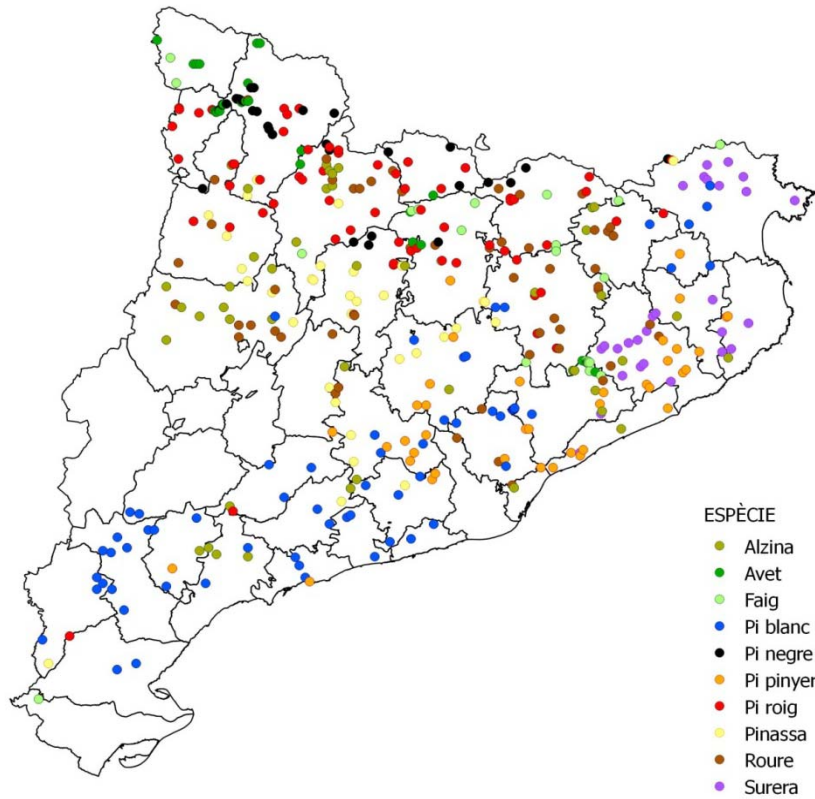 ESPÈCIE
Alzina
Avet
Faig
Pi blanc
Pi negre
Pi pinyer
Pi roig
Pinassa
Roure
Surera